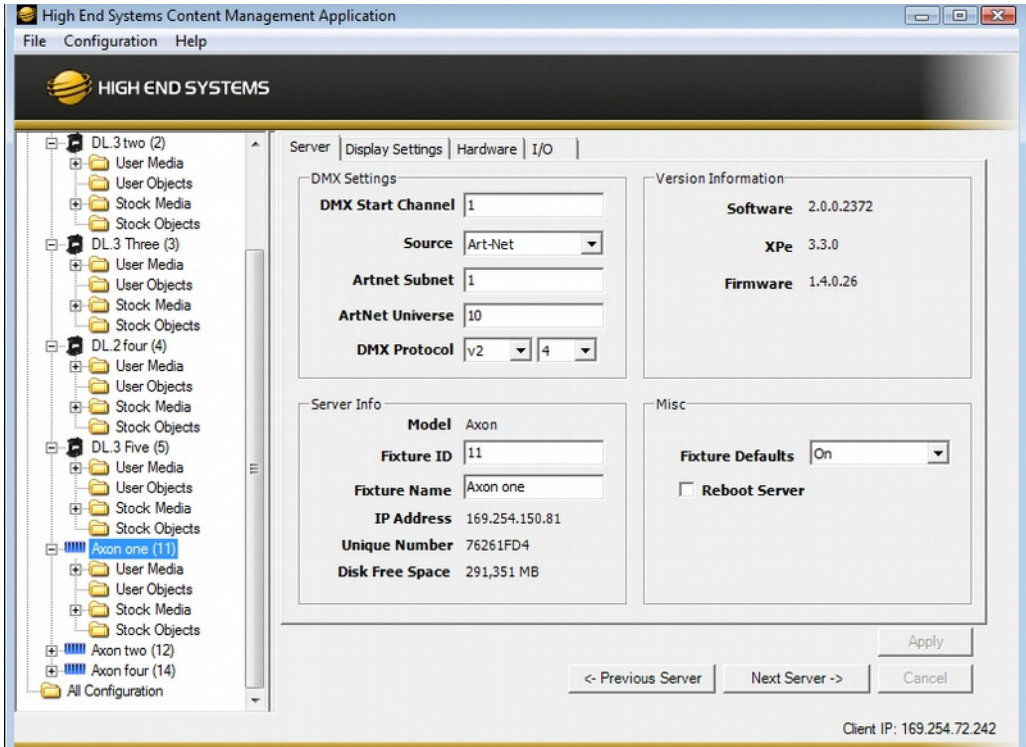 High End Systems Content Management Application
File Configuration Help
HIGH END SYSTEMS
DL.3 two (2)
User Media
User Objects
Stock Media
Stock Objects
DL.3 Three (3)
User Media
User Objects
Stock Media
Stock Objects
DL.2 four (4)
User Media
User Objects
Stock Media
Stock Objects
DL.3 Five (5)
User Media
User Objects
Stock Media
Stock Objects
Axon one (11)
User Media
User Objects
Stock Media
Stock Objects
Axon two (12)
Axon four (14)
All Configuration
Server Display Settings Hardware I/O
DMX Settings
DMX Start Channel 1
Source Art-Net
Artnet Subnet 1
ArtNet Universe 10
DMX Protocol v2 4
Version Information
Software 2.0.0.2372
XPe 3.3.0
Firmware 1.4.0.26
Server Info
Model Axon
Fixture ID 11
Fixture Name Axon one
IP Address 169.254.150.81
Unique Number 76261FD4
Disk Free Space 291,351 MB
Misc
Fixture Defaults On
Reboot Server
Apply
<- Previous Server Next Server -> Cancel
Client IP: 169.254.72.242